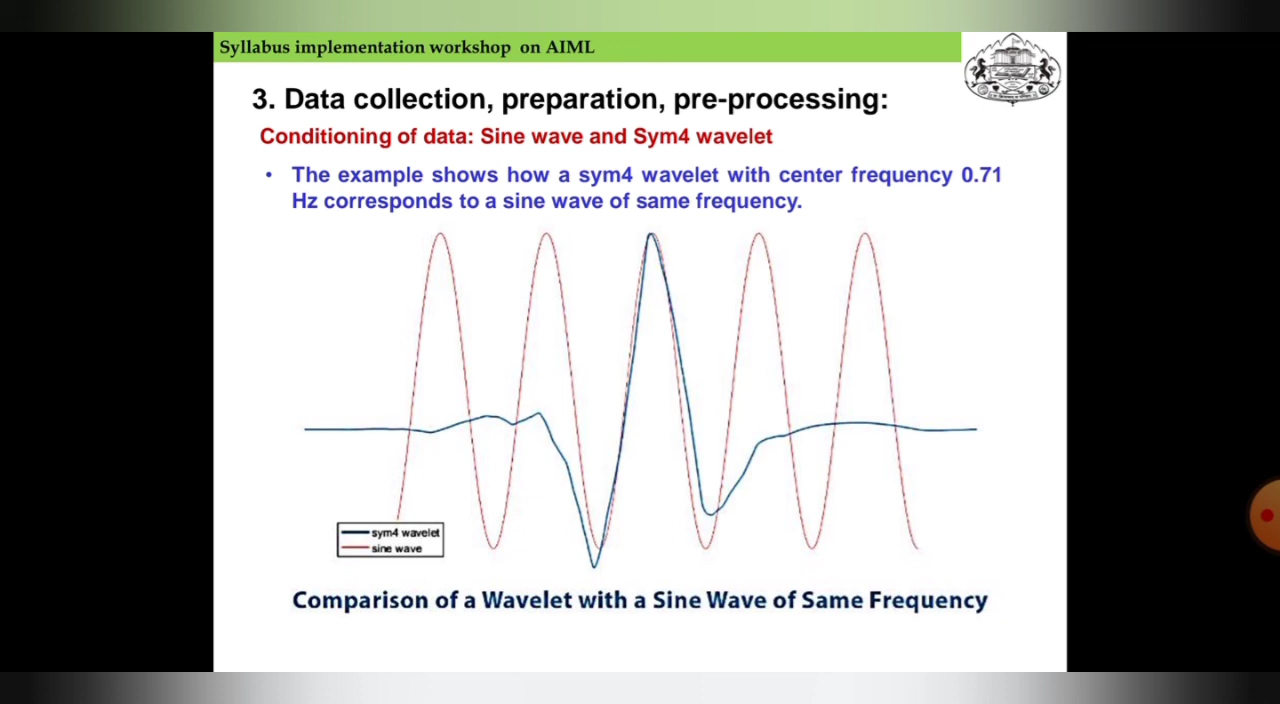 Syllabus implementation workshop on AIML
3. Data collection, preparation, pre-processing:
Conditioning of data: Sine wave and Sym4 wavelet
• The example shows how a sym4 wavelet with center frequency 0.71
Hz corresponds to a sine wave of same frequency.
sym4 wavelet
sine wave
Comparison of a Wavelet with a Sine Wave of Same Frequency